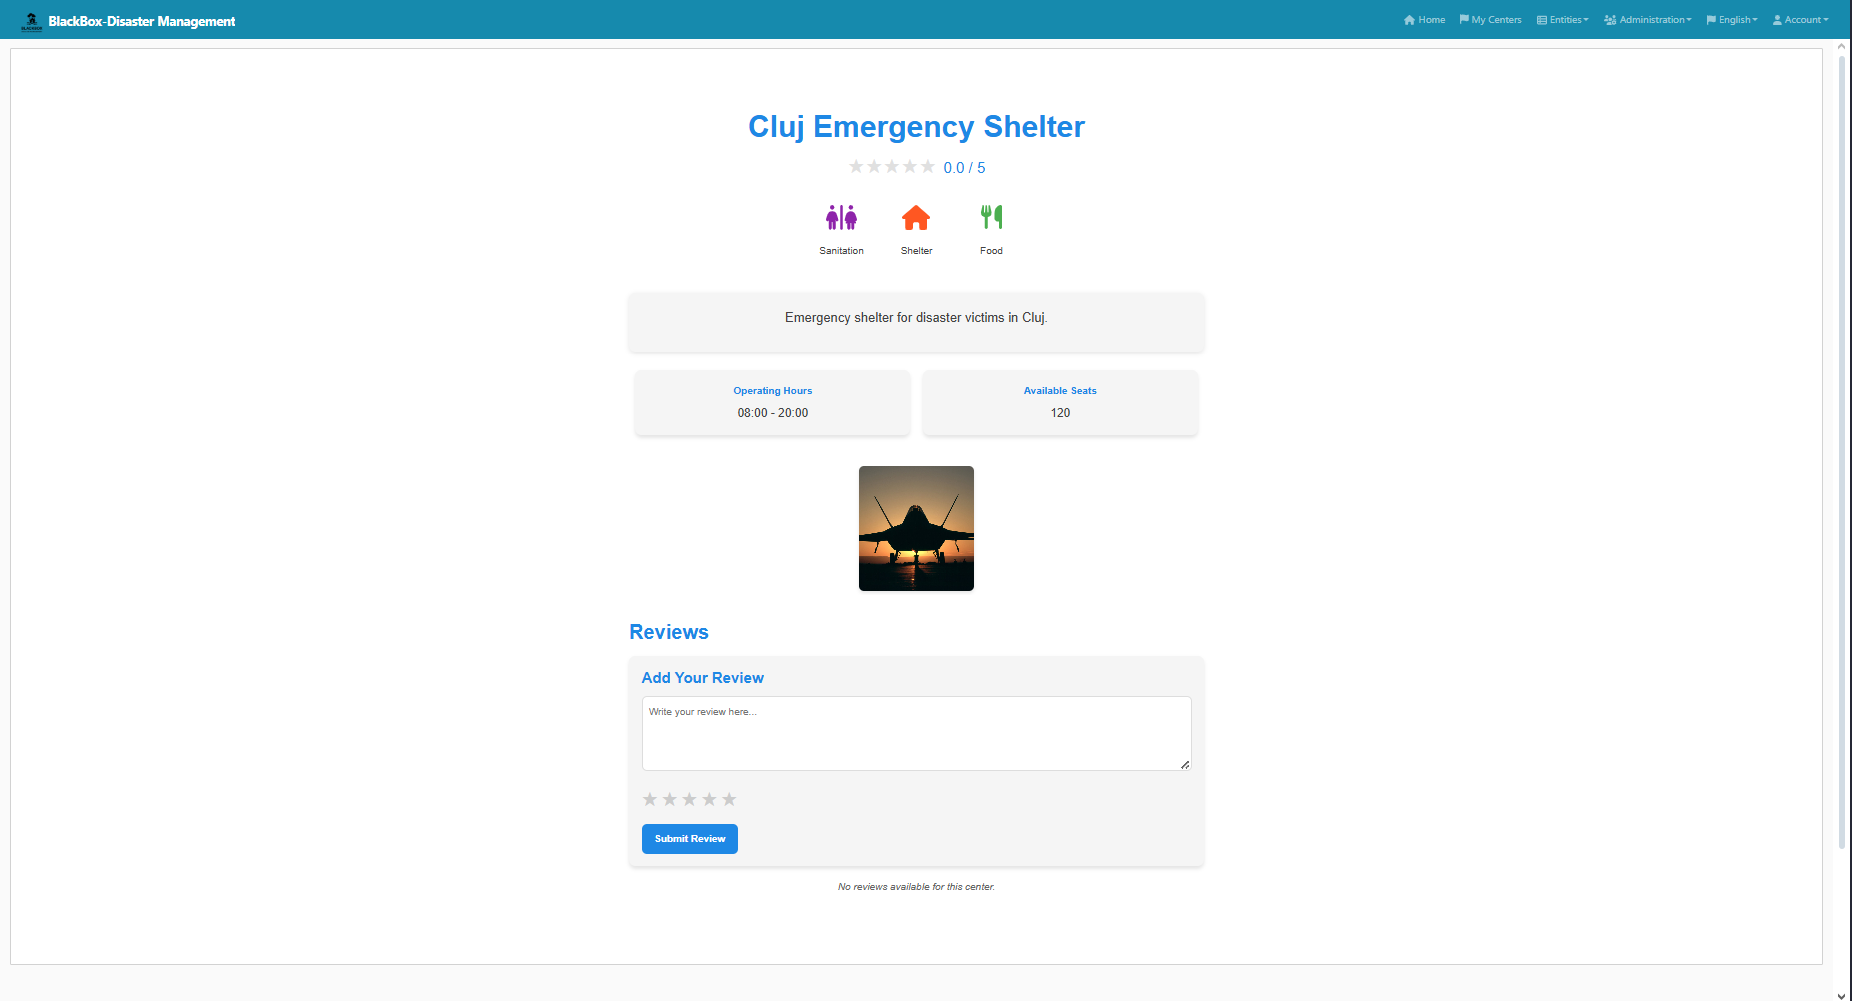 BlackBox-Disaster Management
Home
My Centers
Entities
Administration
English
Account
Cluj Emergency Shelter
0.0 / 5
Sanitation
Shelter
Food
Emergency shelter for disaster victims in Cluj.
Operating Hours
08:00 - 20:00
Available Seats
120
Reviews
Add Your Review
Write your review here...
Submit Review
No reviews available for this center.